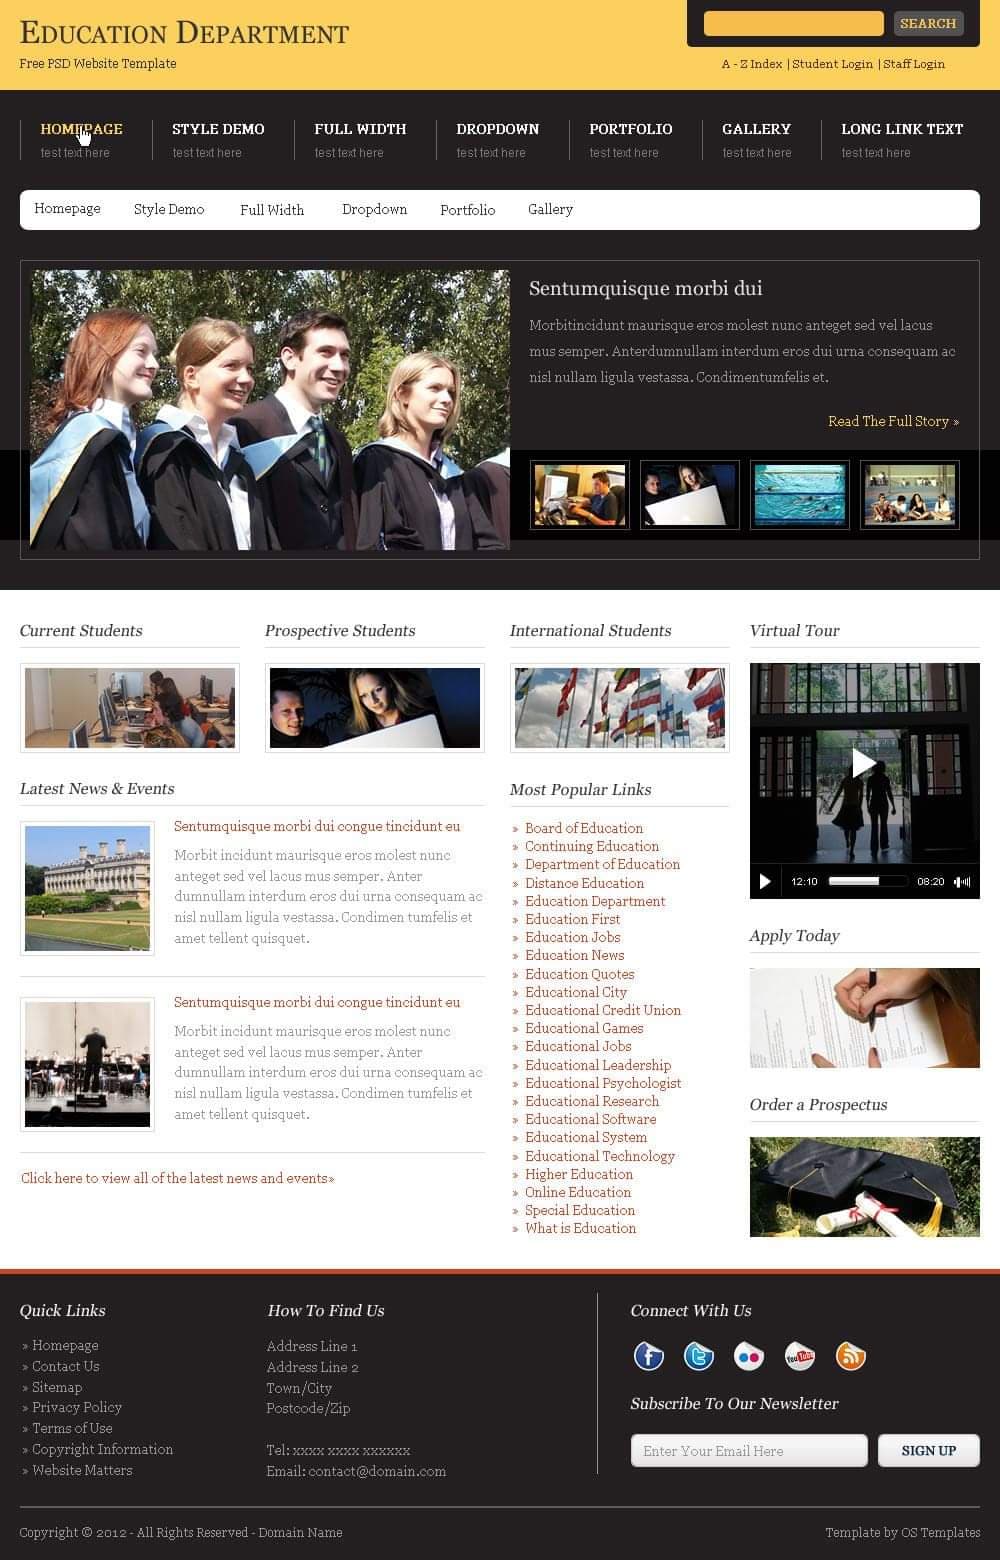 Education Department
Free PSD Website Template
SEARCH
A - Z Index | Student Login | Staff Login
HOMEPAGE
test text here
STYLE DEMO
test text here
FULL WIDTH
test text here
DROPDOWN
test text here
PORTFOLIO
test text here
GALLERY
test text here
LONG LINK TEXT
test text here
Homepage Style Demo Full Width Dropdown Portfolio Gallery
Sentumquisque morbi dui
Morbitincidunt maurisque eros molest nunc anteget sed vel lacus
mus semper. Anterdumnullam interdum eros dui urna consequam ac
nisl nullam ligula vestassa. Condimentumfelis et.
Read The Full Story »
Current Students
Prospective Students
International Students
Virtual Tour
12:10 08:20
Latest News & Events
Sentumquisque morbi dui congue tincidunt eu
Morbit incidunt maurisque eros molest nunc
anteget sed vel lacus mus semper. Anter
dumnullam interdum eros dui urna consequam ac
nisl nullam ligula vestassa. Condimen tumfelis et
amet tellent quisquet.
Sentumquisque morbi dui congue tincidunt eu
Morbit incidunt maurisque eros molest nunc
anteget sed vel lacus mus semper. Anter
dumnullam interdum eros dui urna consequam ac
nisl nullam ligula vestassa. Condimen tumfelis et
amet tellent quisquet.
Click here to view all of the latest news and events»
Most Popular Links
» Board of Education
» Continuing Education
» Department of Education
» Distance Education
» Education Department
» Education First
» Education Jobs
» Education News
» Education Quotes
» Educational City
» Educational Credit Union
» Educational Games
» Educational Jobs
» Educational Leadership
» Educational Psychologist
» Educational Research
» Educational Software
» Educational System
» Educational Technology
» Higher Education
» Online Education
» Special Education
» What is Education
Apply Today
Order a Prospectus
Quick Links
» Homepage
» Contact Us
» Sitemap
» Privacy Policy
» Terms of Use
» Copyright Information
» Website Matters
How To Find Us
Address Line 1
Address Line 2
Town/City
Postcode/Zip
Tel: xxxx xxxx xxxxxx
Email: contact@domain.com
Connect With Us
You Tube
Subscribe To Our Newsletter
Enter Your Email Here
SIGN UP
Copyright © 2012 - All Rights Reserved - Domain Name
Template by OS Templates